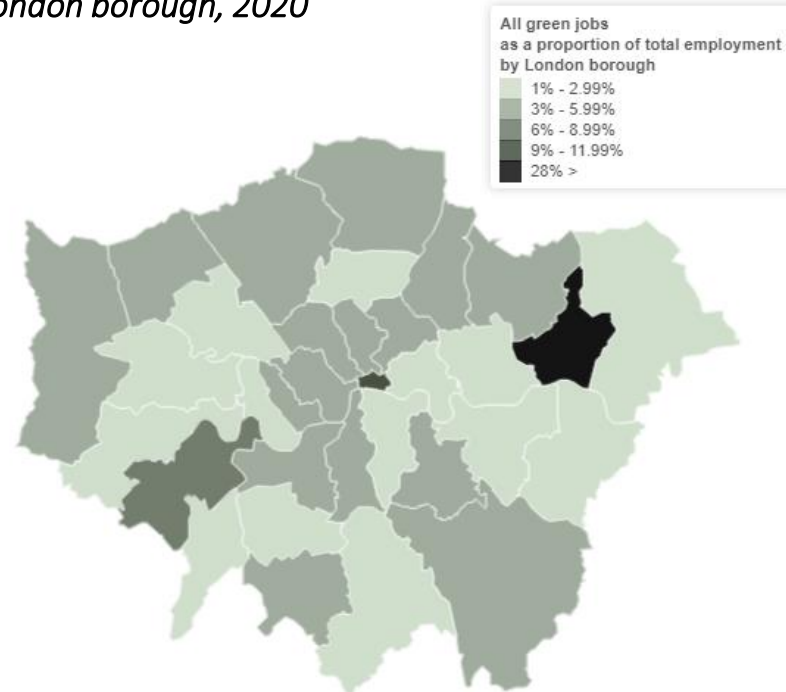 ondon borough, 2020
All green jobs
as a proportion of total employment
by London borough
1% - 2.99%
3% - 5.99%
6% - 8.99%
9% - 11.99%
28% >